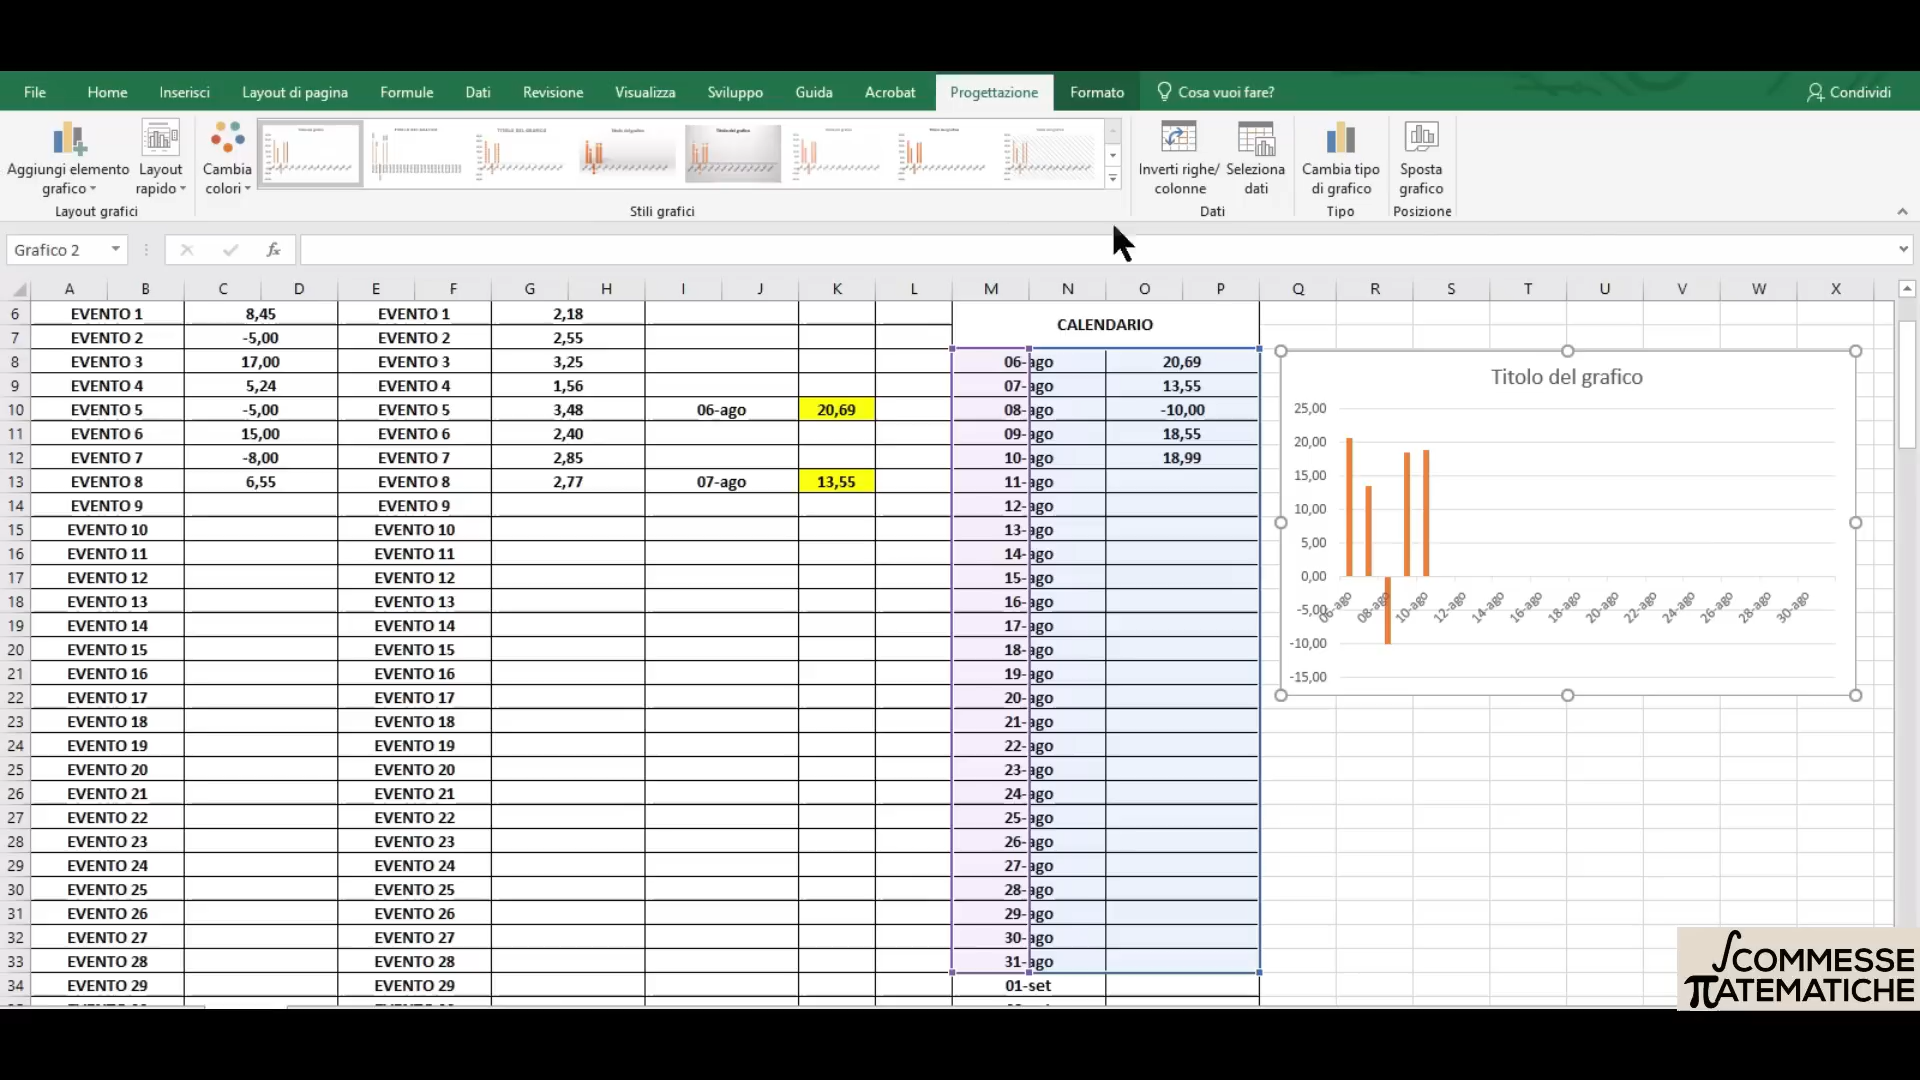 File Home Inserisci Layout di pagina Formule Dati Revisione Visualizza Sviluppo Guida Acrobat Progettazione Formato Cosa vuoi fare? Condividi
Aggiungi elemento grafico
Layout rapido
Cambia colori
Inverti righe/ colonne
Seleziona dati
Cambia tipo di grafico
Sposta grafico
Layout grafici Stili grafici Dati Tipo Posizione
Grafico 2 fx
A B C D E F G H I J K L M N O P Q R S T U V W X
6 EVENTO 1 8,45 EVENTO 1 2,18
CALENDARIO
7 EVENTO 2 -5,00 EVENTO 2 2,55
8 EVENTO 3 17,00 EVENTO 3 3,25 06-ago 20,69
9 EVENTO 4 5,24 EVENTO 4 1,56 07-ago 13,55
10 EVENTO 5 -5,00 EVENTO 5 3,48 06-ago 20,69 08-ago -10,00
11 EVENTO 6 15,00 EVENTO 6 2,40 09-ago 18,55
12 EVENTO 7 -8,00 EVENTO 7 2,85 10-ago 18,99
13 EVENTO 8 6,55 EVENTO 8 2,77 07-ago 13,55 11-ago
14 EVENTO 9 EVENTO 9 12-ago
15 EVENTO 10 EVENTO 10 13-ago
16 EVENTO 11 EVENTO 11 14-ago
17 EVENTO 12 EVENTO 12 15-ago
18 EVENTO 13 EVENTO 13 16-ago
19 EVENTO 14 EVENTO 14 17-ago
20 EVENTO 15 EVENTO 15 18-ago
21 EVENTO 16 EVENTO 16 19-ago
22 EVENTO 17 EVENTO 17 20-ago
23 EVENTO 18 EVENTO 18 21-ago
24 EVENTO 19 EVENTO 19 22-ago
25 EVENTO 20 EVENTO 20 23-ago
26 EVENTO 21 EVENTO 21 24-ago
27 EVENTO 22 EVENTO 22 25-ago
28 EVENTO 23 EVENTO 23 26-ago
29 EVENTO 24 EVENTO 24 27-ago
30 EVENTO 25 EVENTO 25 28-ago
31 EVENTO 26 EVENTO 26 29-ago
32 EVENTO 27 EVENTO 27 30-ago
33 EVENTO 28 EVENTO 28 31-ago
34 EVENTO 29 EVENTO 29 01-set
Titolo del grafico
25,00
20,00
15,00
10,00
5,00
0,00
-5,00
-10,00
-15,00
06-ago 08-ago 10-ago 12-ago 14-ago 16-ago 18-ago 20-ago 22-ago 24-ago 26-ago 28-ago 30-ago
∫COMMESSE
πATEMATICHE